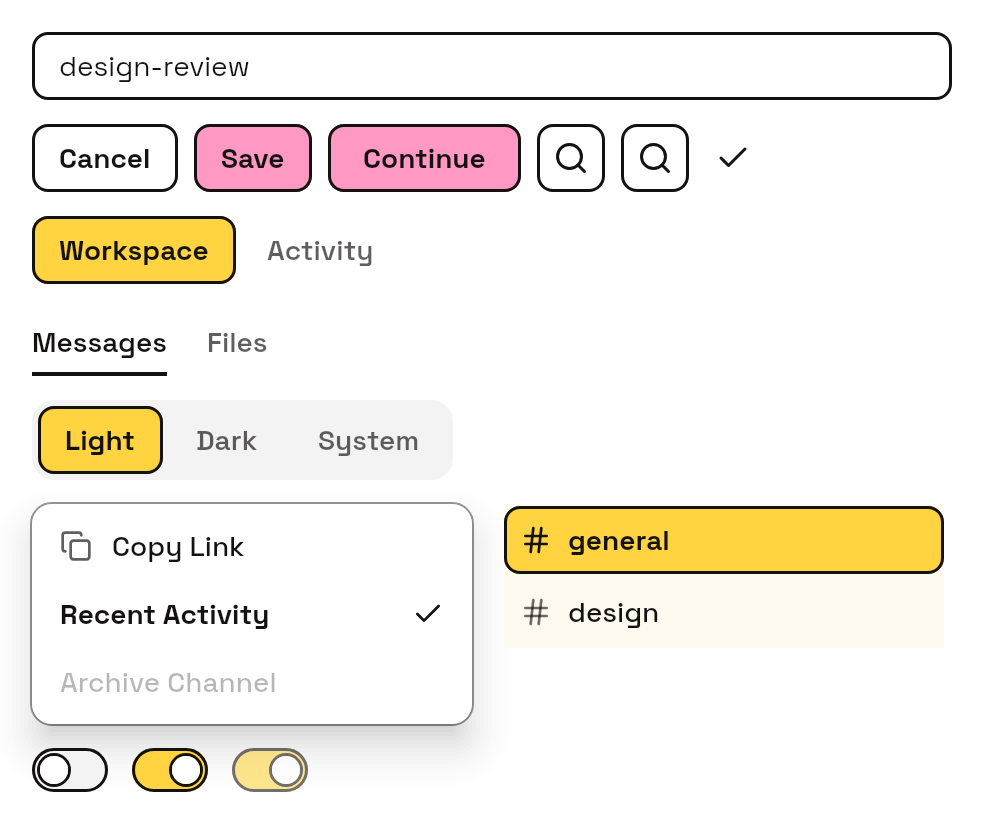 design-review
Cancel Save Continue
Workspace Activity
Messages Files
Light Dark System
Copy Link
Recent Activity
Archive Channel
# general
# design